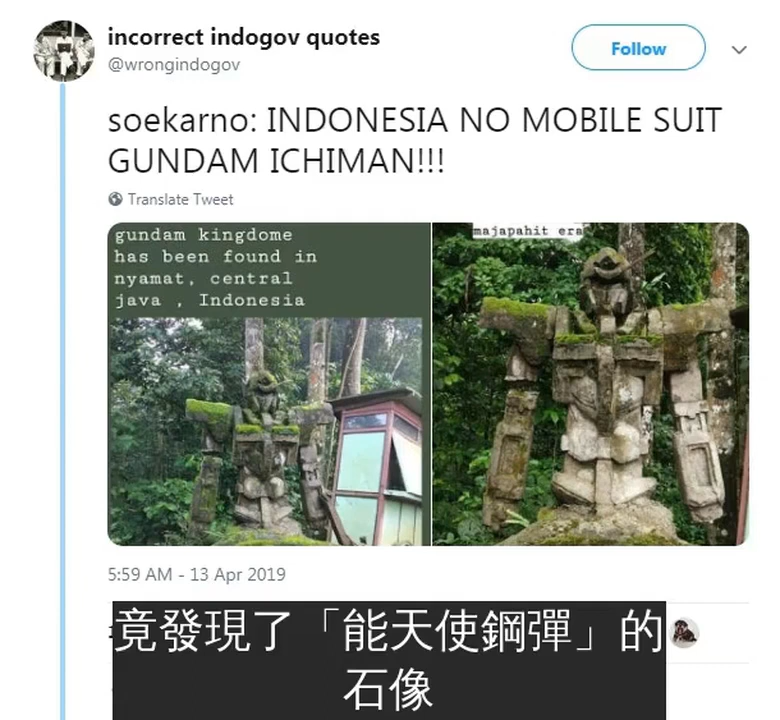 incorrect indogov quotes
@wrongindogov
Follow
soekarno: INDONESIA NO MOBILE SUIT
GUNDAM ICHIMAN!!!
Translate Tweet
gundam kingdome
has been found in
nyamat, central
java , Indonesia
majapahit era
5:59 AM - 13 Apr 2019
竟發現了「能天使鋼彈」的
石像